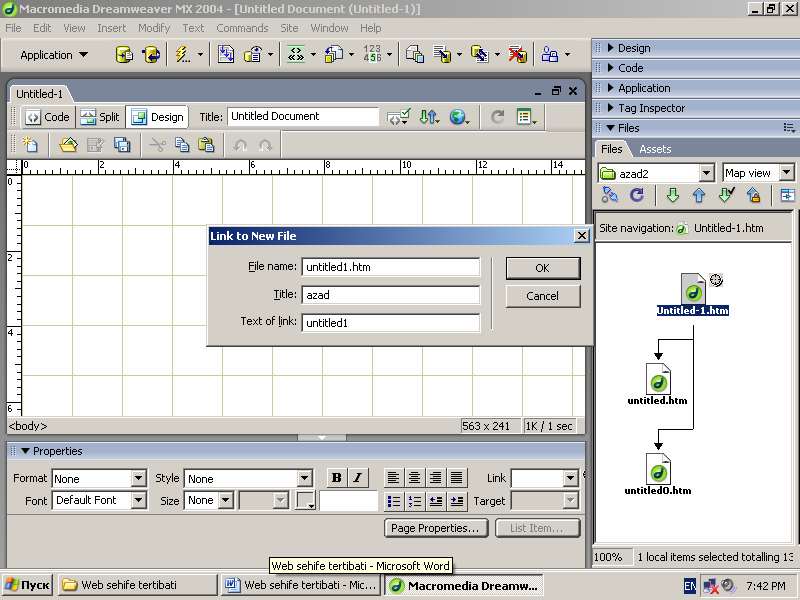 Macromedia Dreamweaver MX 2004 - [Untitled Document (Untitled-1)]
File Edit View Insert Modify Text Commands Site Window Help
Application
Untitled-1
Code Split Design Title: Untitled Document
0 2 4 6 8 10 12 14
0
2
4
6
Link to New File
File name: untitled1.htm OK
Title: azad Cancel
Text of link: untitled1
<body> 563 x 241 1K / 1 sec
Properties
Format None Style None B I Link
Font Default Font Size None Target
Page Properties... List Item...
Design
Code
Application
Tag Inspector
Files
Files Assets
azad2 Map view
Site navigation: Untitled-1.htm
Untitled-1.htm
untitled.htm
untitled0.htm
100% 1 local items selected totalling 13
Web sehife tertibati - Microsoft Word
Пуск Web sehife tertibati Web sehife tertibati - Mic... Macromedia Dreamw... EN 7:42 PM